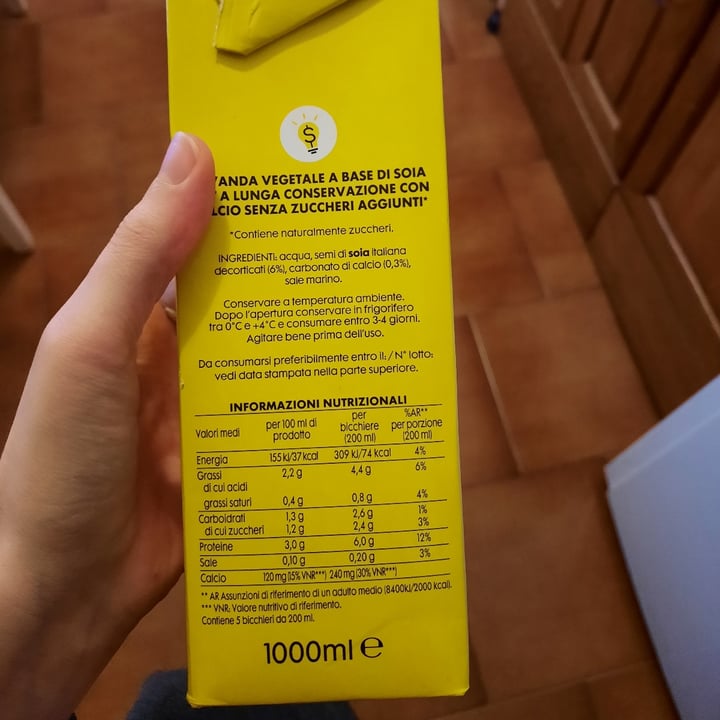 VANDA VEGETALE A BASE DI SOIA
A LUNGA CONSERVAZIONE CON
LCIO SENZA ZUCCHERI AGGIUNTI*
*Contiene naturalmente zuccheri.
INGREDIENTI: acqua, semi di soia italiana
decorticati (6%), carbonato di calcio (0,3%),
sale marino.
Conservare a temperatura ambiente.
Dopo l'apertura conservare in frigorifero
tra 0°C e +4°C e consumare entro 3-4 giorni.
Agitare bene prima dell'uso.
Da consumarsi preferibilmente entro il: / N° lotto:
vedi data stampata nella parte superiore.
INFORMAZIONI NUTRIZIONALI
Valori medi per 100 ml di prodotto per bicchiere (200 ml) %AR** per porzione (200 ml)
Energia 155 kJ/37 kcal 309 kJ/74 kcal 4%
Grassi 2,2 g 4,4 g 6%
di cui acidi
grassi saturi 0,4 g 0,8 g 4%
Carboidrati 1,3 g 2,6 g 1%
di cui zuccheri 1,2 g 2,4 g 3%
Proteine 3,0 g 6,0 g 12%
Sale 0,10 g 0,20 g 3%
Calcio 120 mg (15% VNR***) 240 mg (30% VNR***)
** AR Assunzioni di riferimento di un adulto medio (8400kJ/2000 kcal).
*** VNR: Valore nutritivo di riferimento.
Contiene 5 bicchieri da 200 ml.
1000ml e